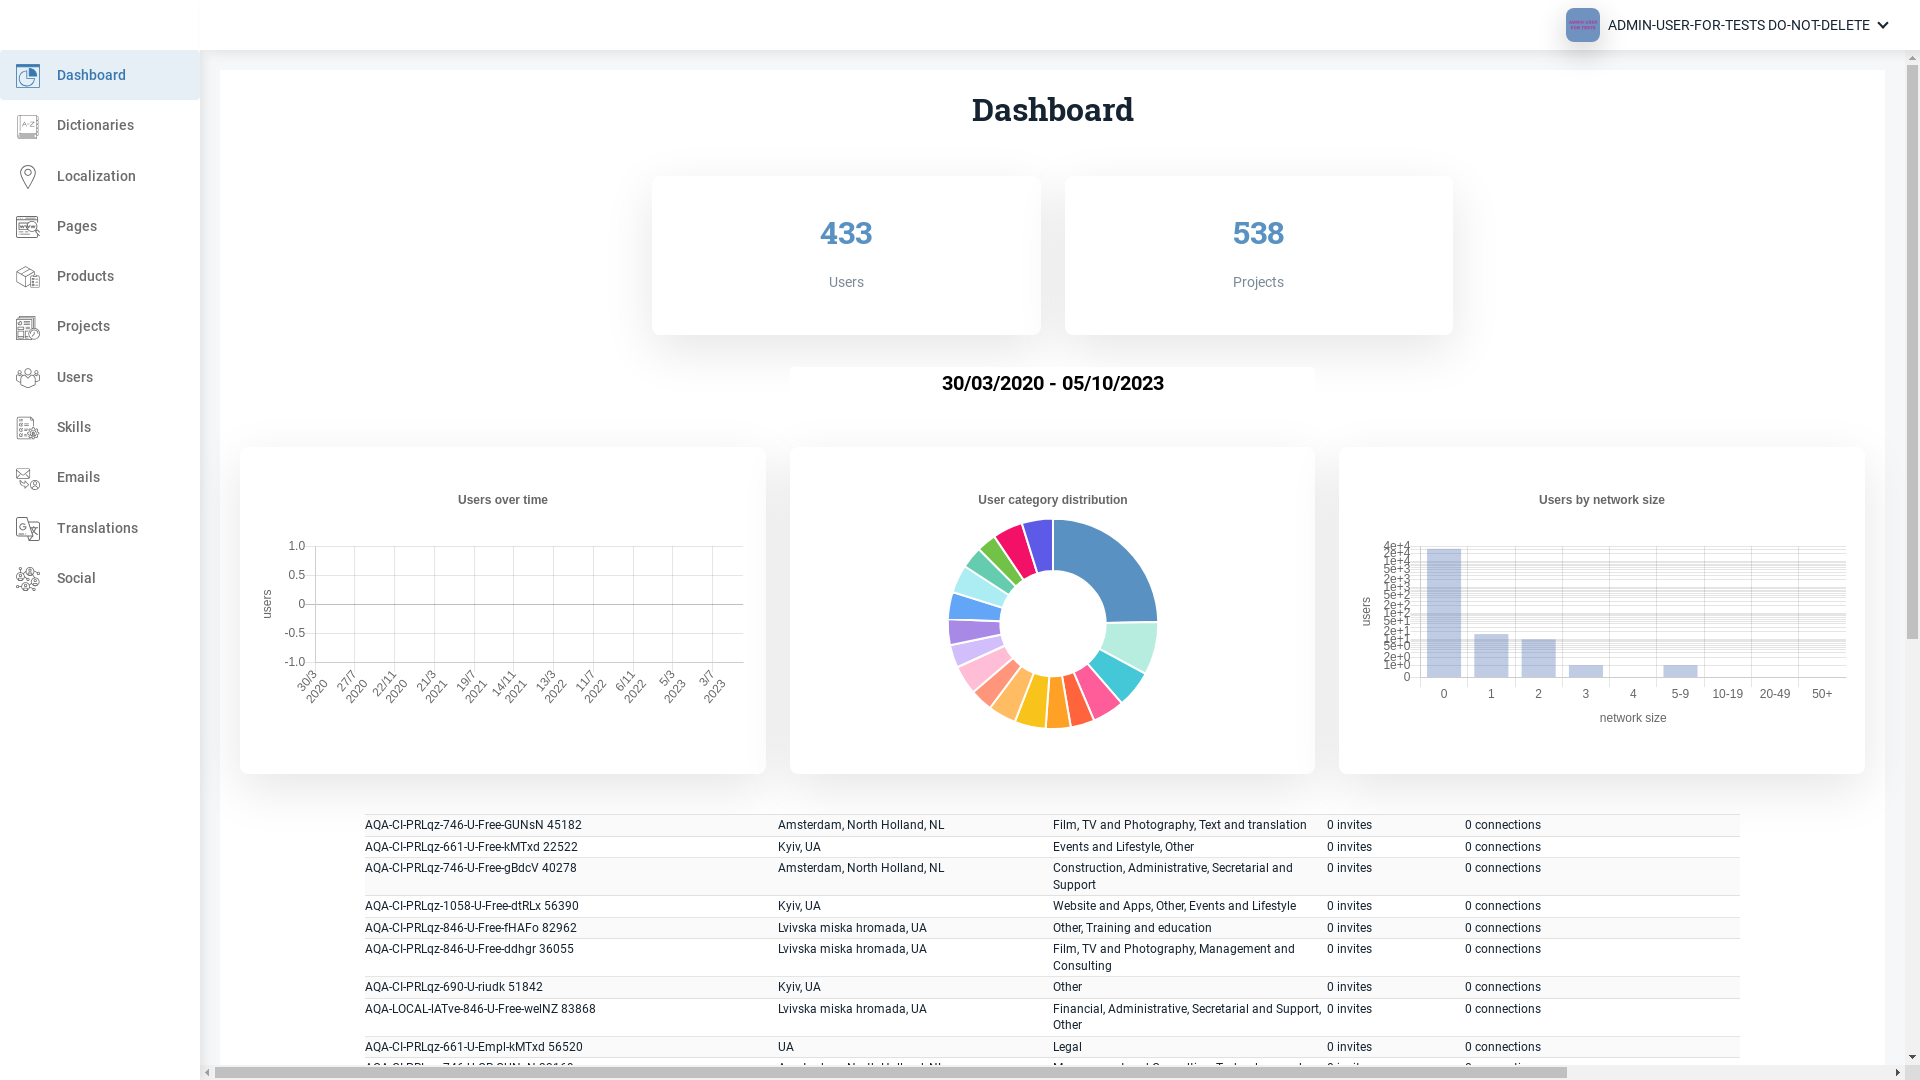 ADMIN-USER-FOR-TESTS DO-NOT-DELETE
Dashboard
Dictionaries
Localization
Pages
Products
Projects
Users
Skills
Emails
Translations
Social
Dashboard
433
Users
538
Projects
30/03/2020 - 05/10/2023
Users over time
1.0
0.5
0
-0.5
-1.0
users
30/3 2020
27/7 2020
22/11 2020
21/3 2021
19/7 2021
14/11 2021
13/3 2022
11/7 2022
6/11 2022
5/3 2023
3/7 2023
User category distribution
Users by network size
4e+4
2e+4
1e+4
5e+3
2e+3
1e+3
5e+2
2e+2
1e+2
5e+1
2e+1
1e+1
5e+0
2e+0
1e+0
0
users
0 1 2 3 4 5-9 10-19 20-49 50+
network size
AQA-CI-PRLqz-746-U-Free-GUNsN 45182 Amsterdam, North Holland, NL Film, TV and Photography, Text and translation 0 invites 0 connections
AQA-CI-PRLqz-661-U-Free-kMTxd 22522 Kyiv, UA Events and Lifestyle, Other 0 invites 0 connections
AQA-CI-PRLqz-746-U-Free-gBdcV 40278 Amsterdam, North Holland, NL Construction, Administrative, Secretarial and 0 invites 0 connections
Support
AQA-CI-PRLqz-1058-U-Free-dtRLx 56390 Kyiv, UA Website and Apps, Other, Events and Lifestyle 0 invites 0 connections
AQA-CI-PRLqz-846-U-Free-fHAFo 82962 Lvivska miska hromada, UA Other, Training and education 0 invites 0 connections
AQA-CI-PRLqz-846-U-Free-ddhgr 36055 Lvivska miska hromada, UA Film, TV and Photography, Management and 0 invites 0 connections
Consulting
AQA-CI-PRLqz-690-U-riudk 51842 Kyiv, UA Other 0 invites 0 connections
AQA-LOCAL-IATve-846-U-Free-welNZ 83868 Lvivska miska hromada, UA Financial, Administrative, Secretarial and Support, 0 invites 0 connections
Other
AQA-CI-PRLqz-661-U-Empl-kMTxd 56520 UA Legal 0 invites 0 connections